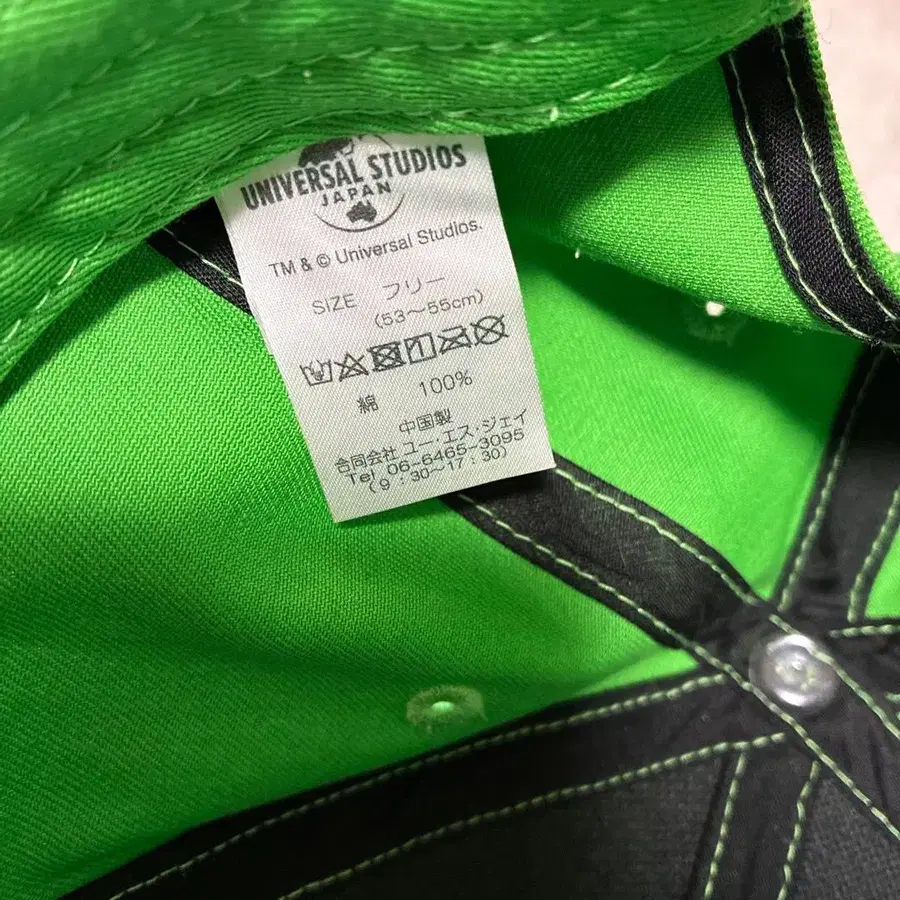 UNIVERSAL STUDIOS
JAPAN
TM & © Universal Studios.
SIZE フリー
(53～55cm)
綿 100%
中国製
合同会社 ユー・エス・ジェイ
Tel 06-6465-3095
(9:30～17:30)